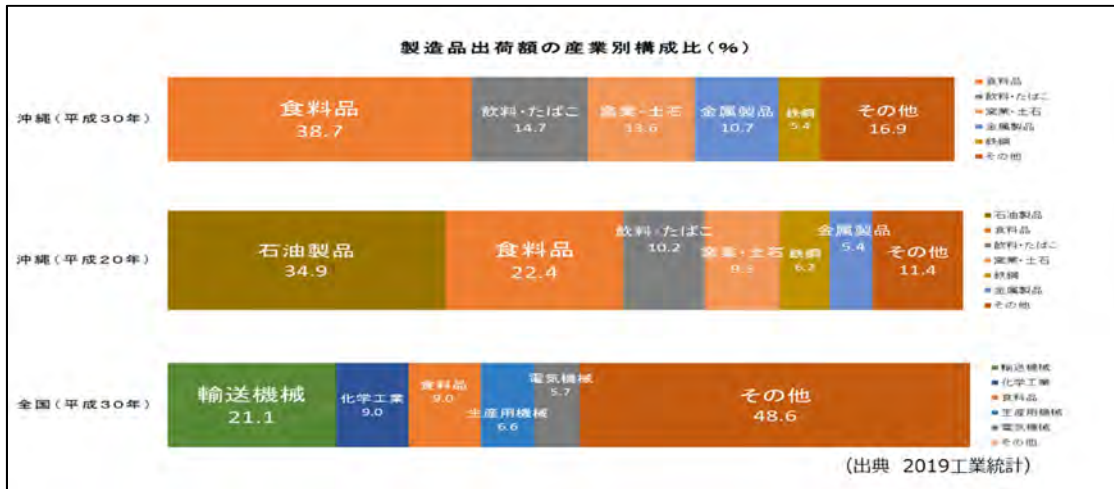 製造品出荷額の産業別構成比(%)
沖縄(平成30年)
食料品
38.7
飲料・たばこ
14.7
窯業・土石
13.6
金属製品
10.7
鉄鋼
5.4
その他
16.9
食料品
飲料・たばこ
窯業・土石
金属製品
鉄鋼
その他
沖縄(平成20年)
石油製品
34.9
食料品
22.4
飲料・たばこ
10.2
窯業・土石
9.3
鉄鋼
6.2
金属製品
5.4
その他
11.4
石油製品
食料品
飲料・たばこ
窯業・土石
鉄鋼
金属製品
その他
全国(平成30年)
輸送機械
21.1
化学工業
9.0
食料品
9.0
生産用機械
6.6
電気機械
5.7
その他
48.6
輸送機械
化学工業
食料品
生産用機械
電気機械
その他
(出典 2019工業統計)